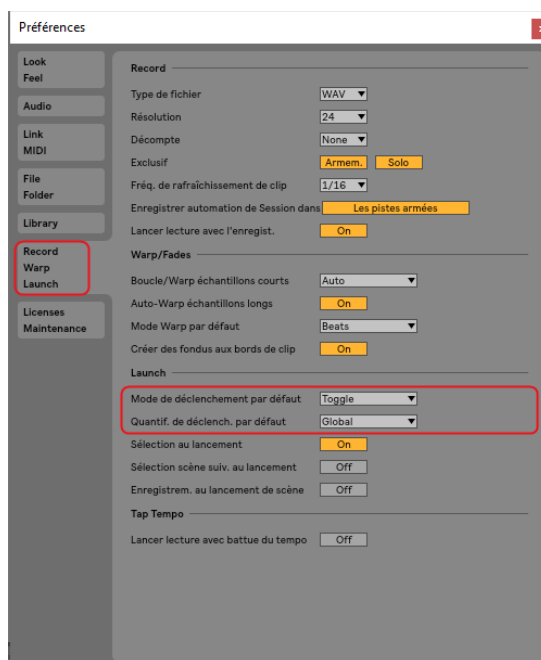 Préférences
Look
Feel
Audio
Link
MIDI
File
Folder
Library
Record
Warp
Launch
Licenses
Maintenance
Record
Type de fichier WAV
Résolution 24
Décompte None
Exclusif Armem. Solo
Fréq. de rafraîchissement de clip 1/16
Enregistrer automation de Session dans Les pistes armées
Lancer lecture avec l'enregist. On
Warp/Fades
Boucle/Warp échantillons courts Auto
Auto-Warp échantillons longs On
Mode Warp par défaut Beats
Créer des fondus aux bords de clip On
Launch
Mode de déclenchement par défaut Toggle
Quantif. de déclench. par défaut Global
Sélection au lancement On
Sélection scène suiv. au lancement Off
Enregistrem. au lancement de scène Off
Tap Tempo
Lancer lecture avec battue du tempo Off